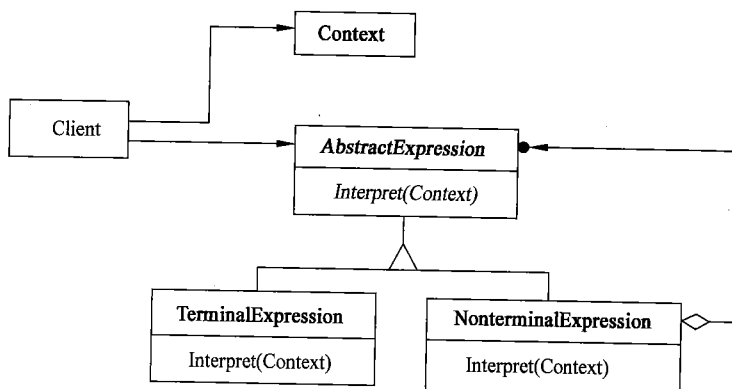 Context
Client
AbstractExpression
Interpret(Context)
TerminalExpression
Interpret(Context)
NonterminalExpression
Interpret(Context)